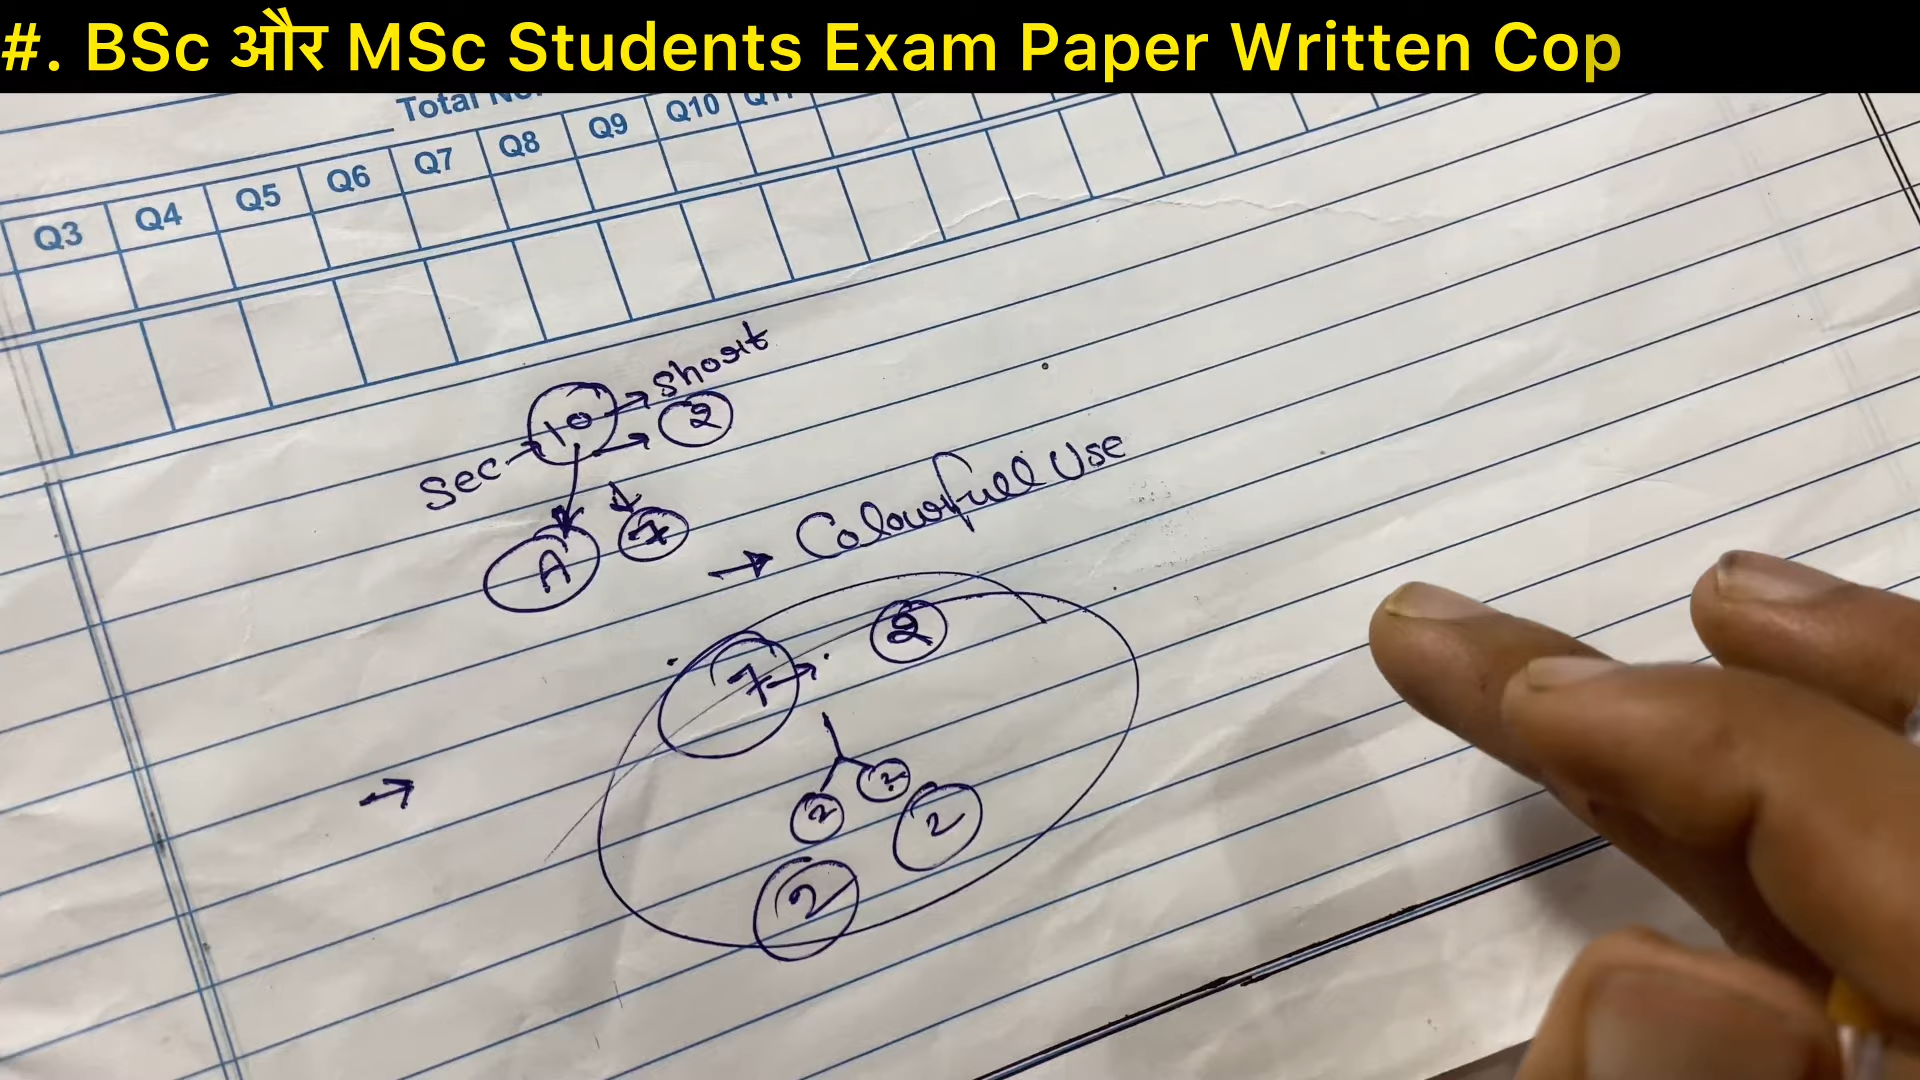 #. BSc और MSc Students Exam Paper Written Cop
Total No.
Q3 Q4 Q5 Q6 Q7 Q8 Q9 Q10 Q11
Sec 10 Short
2
A 7
Colourfull Use
7 2
2 2
2
2